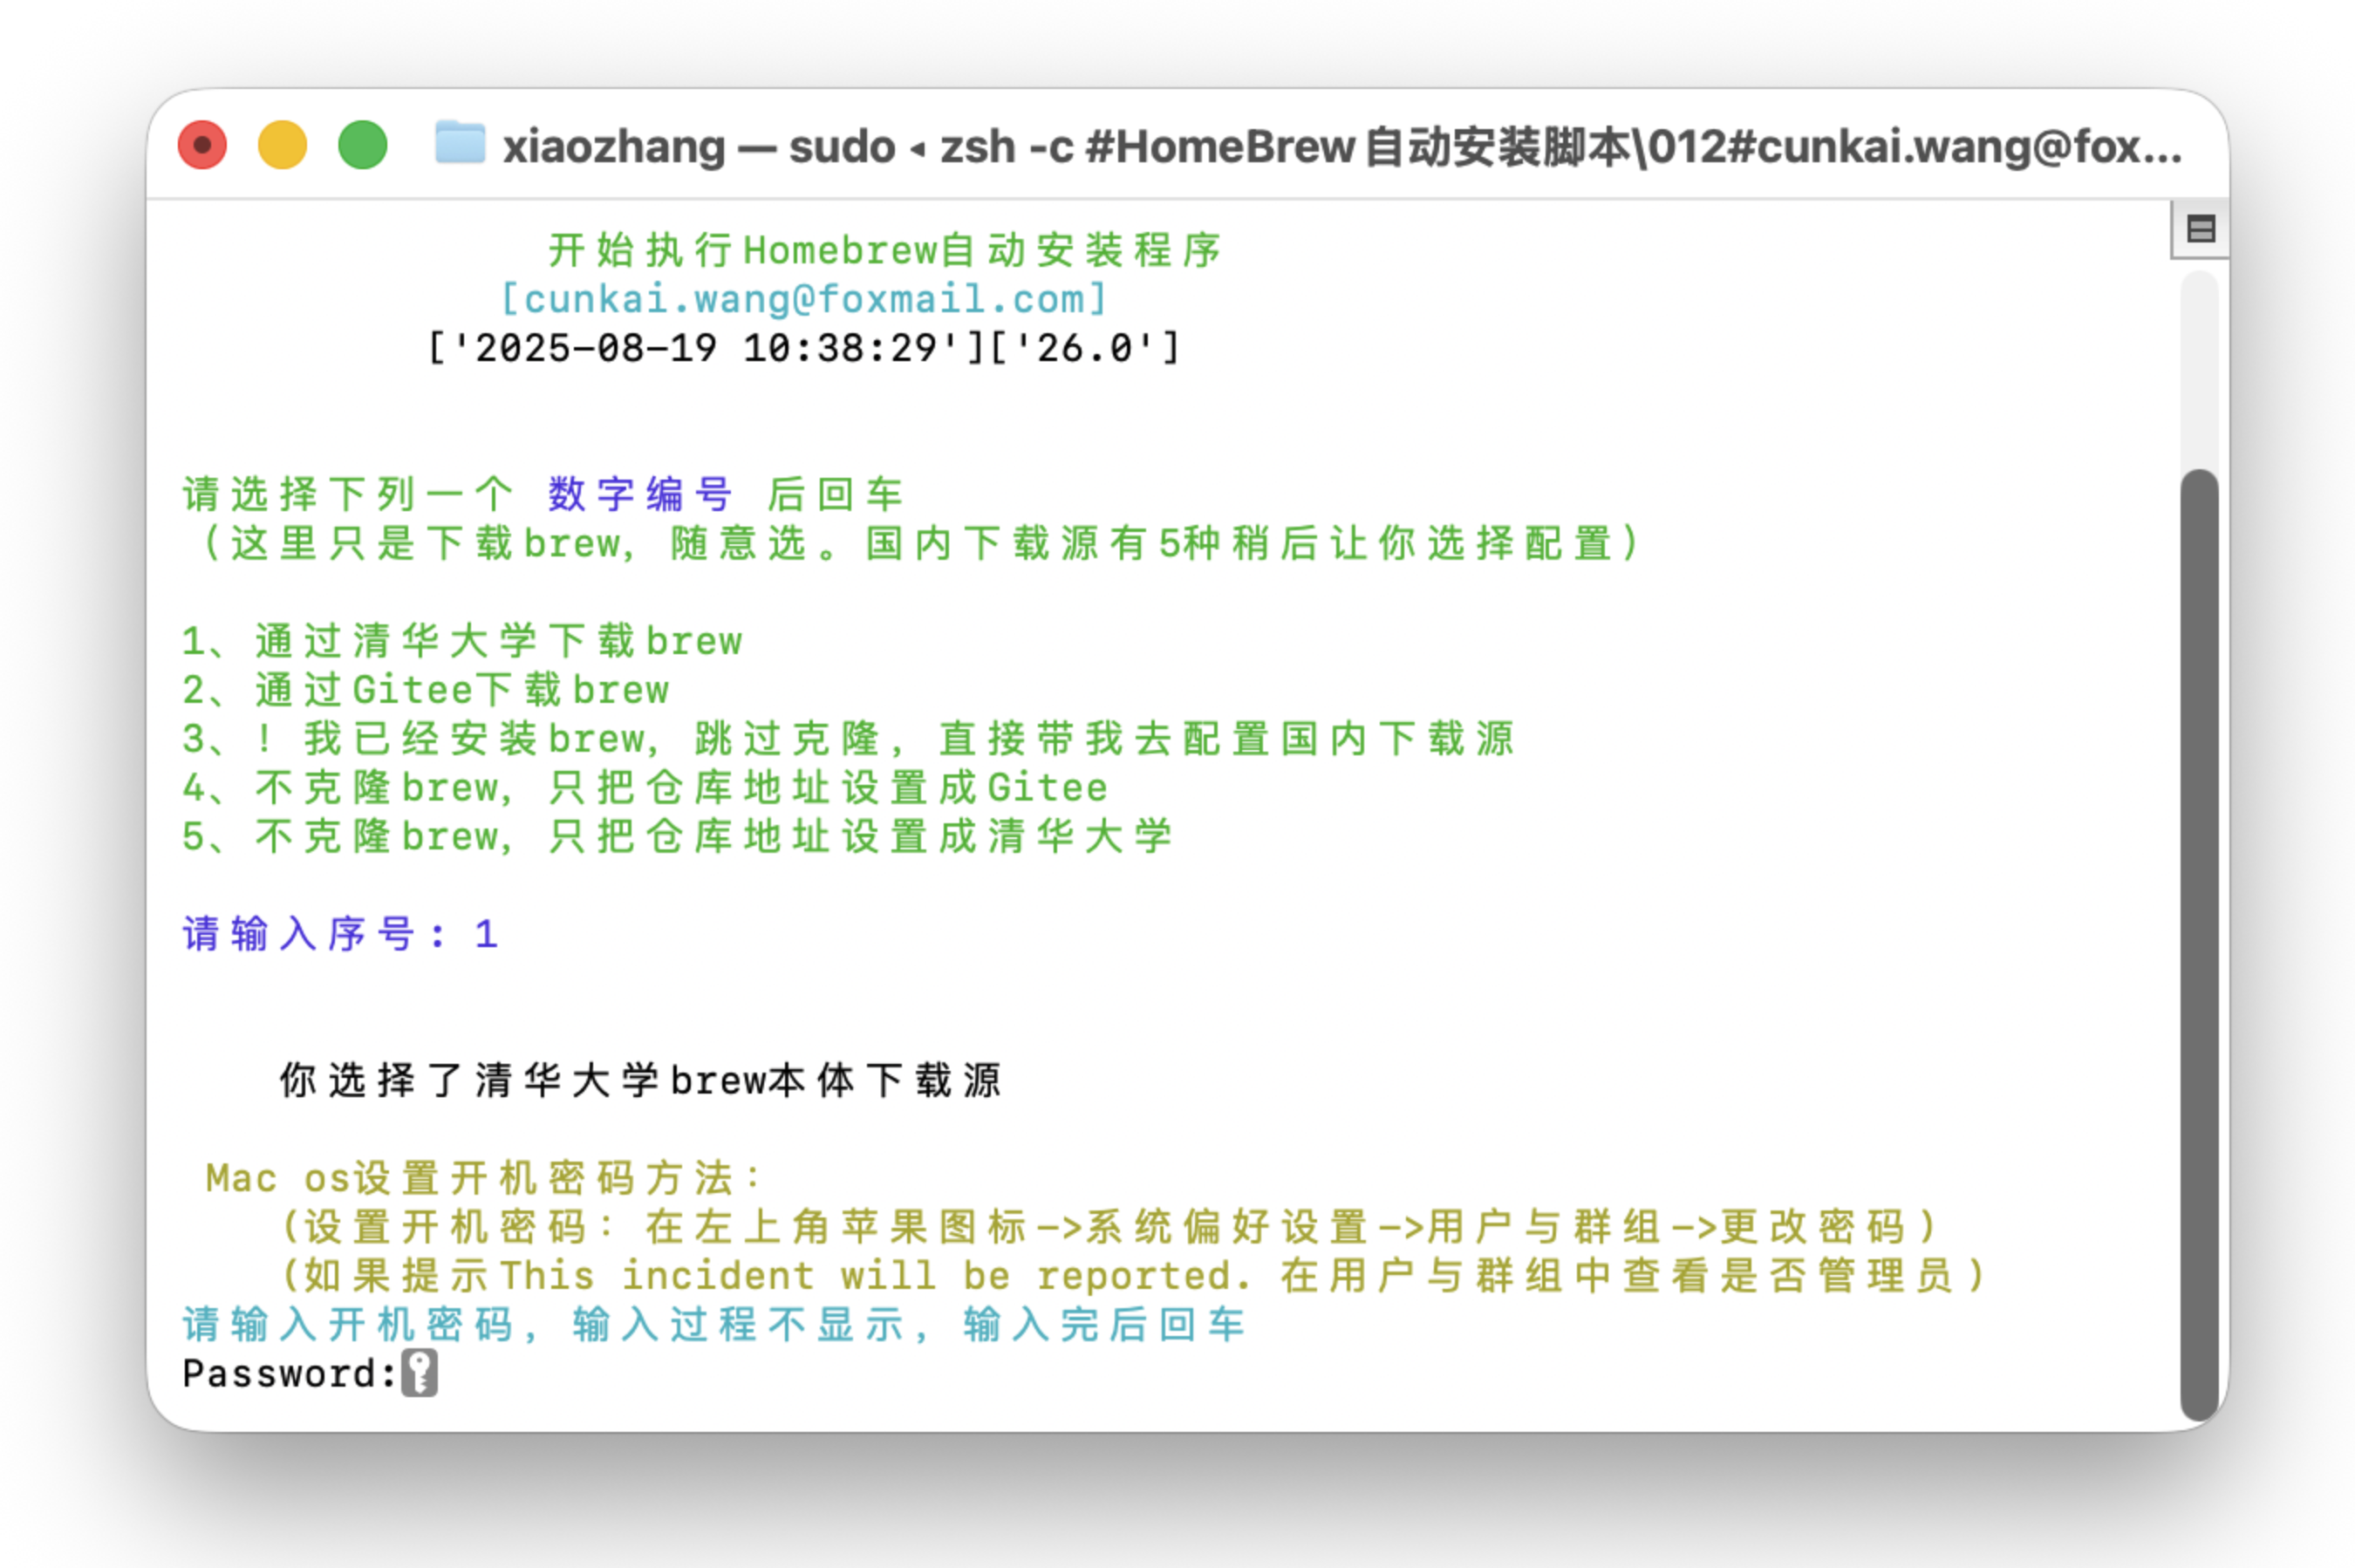 xiaozhang — sudo ◂ zsh -c #HomeBrew自动安装脚本\012#cunkai.wang@fox...
开始执行Homebrew自动安装程序
[cunkai.wang@foxmail.com]
['2025-08-19 10:38:29']['26.0']
请选择下列一个 数字编号 后回车
（这里只是下载brew, 随意选。国内下载源有5种稍后让你选择配置）
1、通过清华大学下载brew
2、通过Gitee下载brew
3、！我已经安装brew, 跳过克隆, 直接带我去配置国内下载源
4、不克隆brew, 只把仓库地址设置成Gitee
5、不克隆brew, 只把仓库地址设置成清华大学
请输入序号: 1
你选择了清华大学brew本体下载源
Mac os设置开机密码方法：
(设置开机密码：在左上角苹果图标->系统偏好设置->用户与群组->更改密码)
(如果提示This incident will be reported. 在用户与群组中查看是否管理员)
请输入开机密码, 输入过程不显示, 输入完后回车
Password: